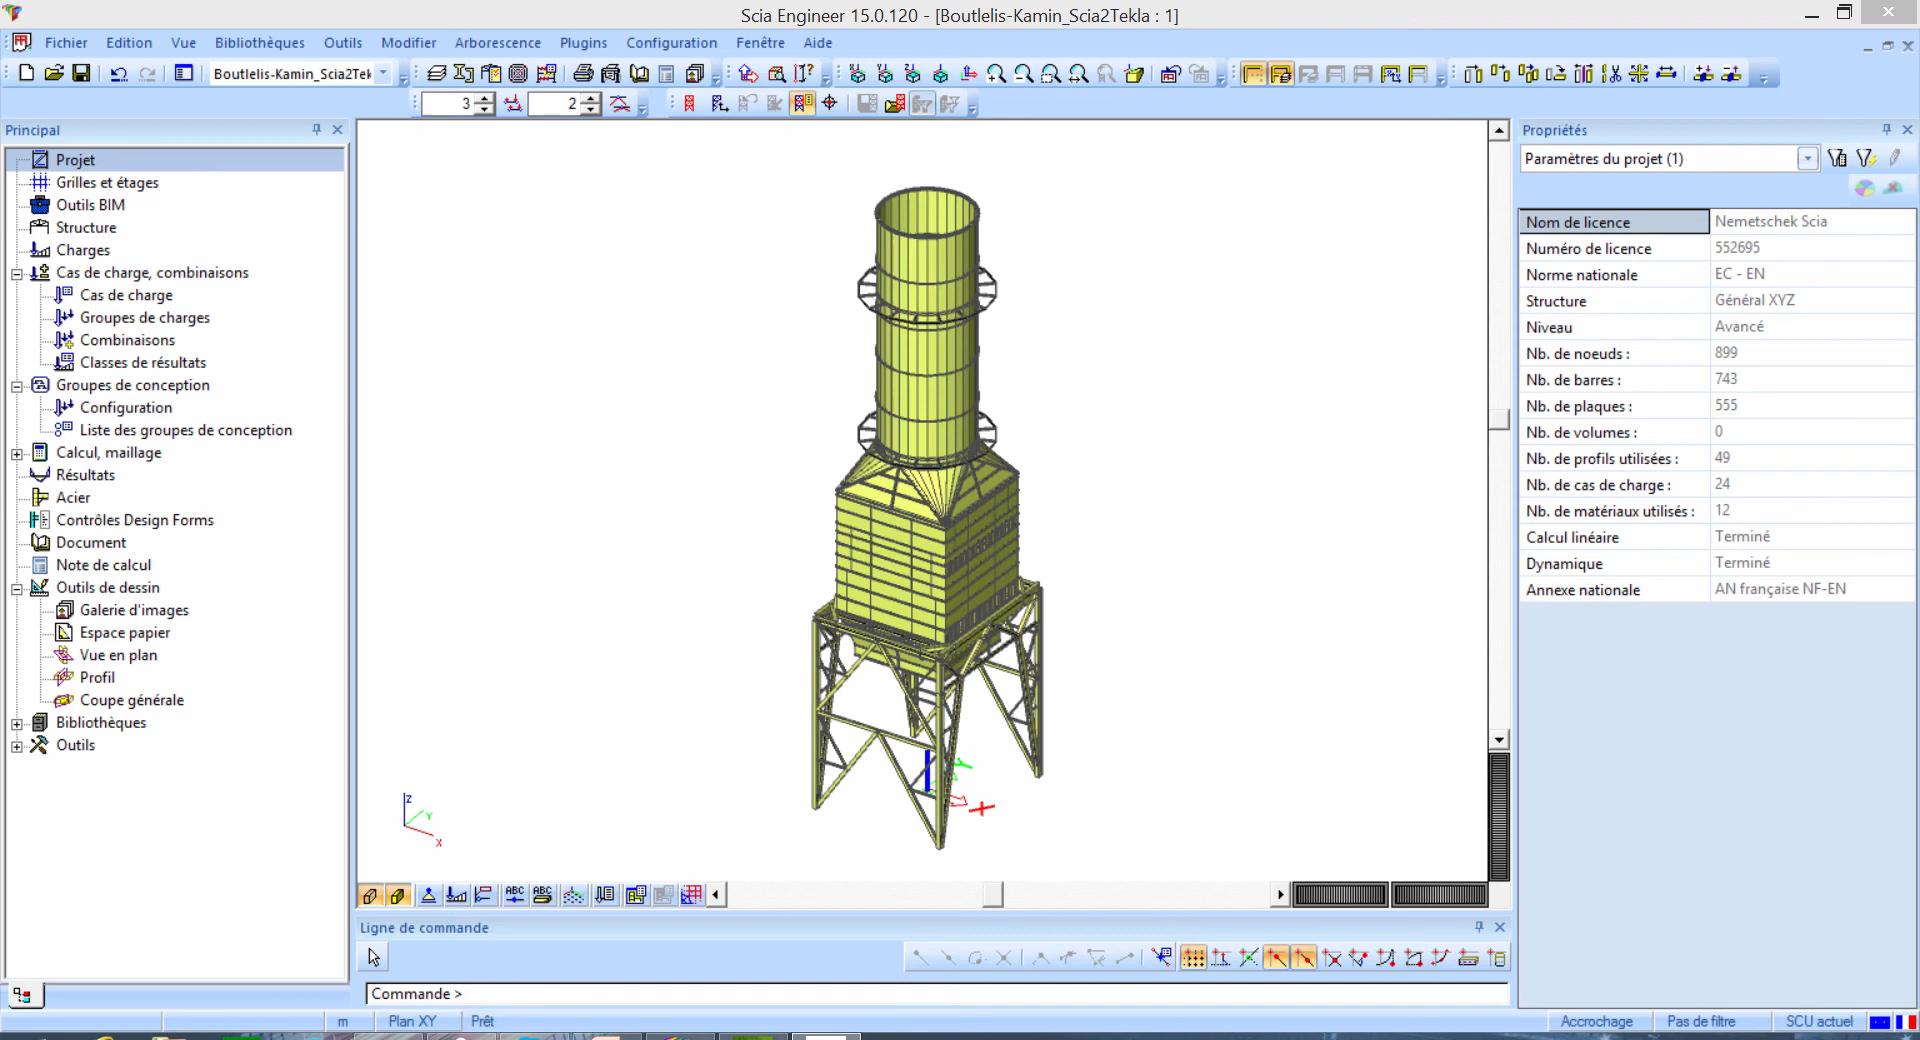 Scia Engineer 15.0.120 - [Boutlelis-Kamin_Scia2Tekla : 1]
Fichier Edition Vue Bibliothèques Outils Modifier Arborescence Plugins Configuration Fenêtre Aide
Boutlelis-Kamin_Scia2Tek
3 2
Principal
Projet
Grilles et étages
Outils BIM
Structure
Charges
Cas de charge, combinaisons
Cas de charge
Groupes de charges
Combinaisons
Classes de résultats
Groupes de conception
Configuration
Liste des groupes de conception
Calcul, maillage
Résultats
Acier
Contrôles Design Forms
Document
Note de calcul
Outils de dessin
Galerie d'images
Espace papier
Vue en plan
Profil
Coupe générale
Bibliothèques
Outils
Y
X
Z
Y
X
ABC ABC
Ligne de commande
Commande >
Propriétés
Paramètres du projet (1)
Nom de licence Nemetschek Scia
Numéro de licence 552695
Norme nationale EC - EN
Structure Général XYZ
Niveau Avancé
Nb. de noeuds : 899
Nb. de barres : 743
Nb. de plaques : 555
Nb. de volumes : 0
Nb. de profils utilisées : 49
Nb. de cas de charge : 24
Nb. de matériaux utilisés : 12
Calcul linéaire Terminé
Dynamique Terminé
Annexe nationale AN française NF-EN
m Plan XY Prêt Accrochage Pas de filtre SCU actuel